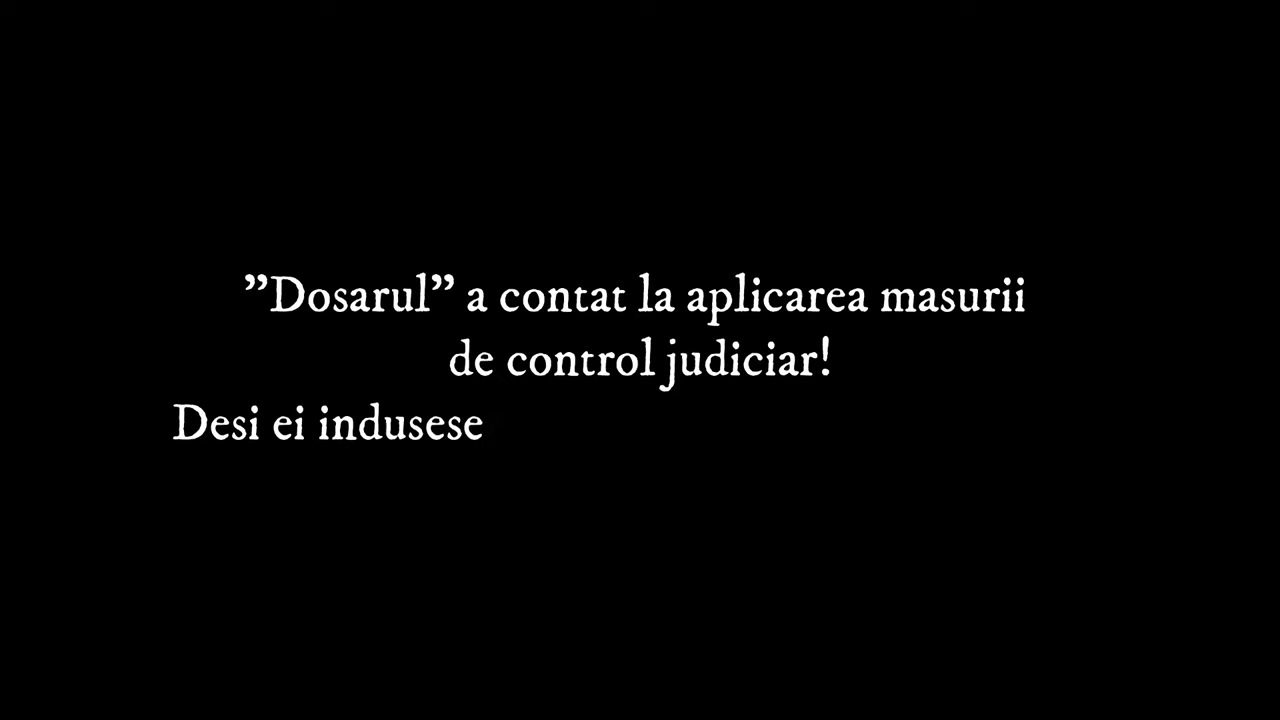 ”Dosarul” a contat la aplicarea masurii
de control judiciar!
Desi ei indusese